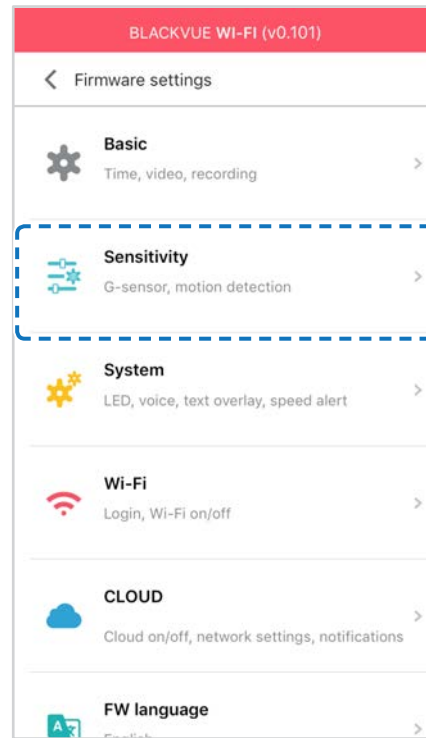 BLACKVUE WI-FI (v0.101)
Firmware settings
Basic
Time, video, recording
Sensitivity
G-sensor, motion detection
System
LED, voice, text overlay, speed alert
Wi-Fi
Login, Wi-Fi on/off
CLOUD
Cloud on/off, network settings, notifications
FW language
English